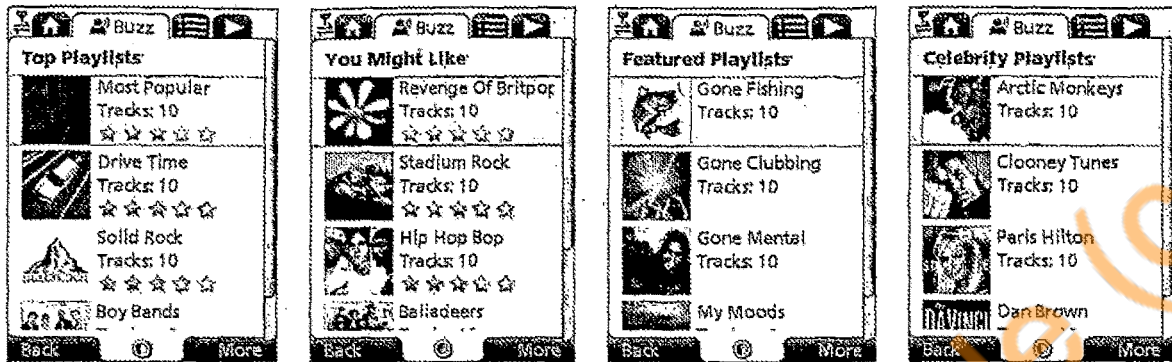 Buzz
Top Playlists
Most Popular
Tracks: 10
Drive Time
Tracks: 10
Solid Rock
Tracks: 10
Boy Bands
Back
More
Buzz
You Might Like
Revenge Of Britpop
Tracks: 10
Stadium Rock
Tracks: 10
Hip Hop Bop
Tracks: 10
Balladeers
Back
More
Buzz
Featured Playlists
Gone Fishing
Tracks: 10
Gone Clubbing
Tracks: 10
Gone Mental
Tracks: 10
My Moods
Back
More
Buzz
Celebrity Playlists
Arctic Monkeys
Tracks: 10
Clooney Tunes
Tracks: 10
Paris Hilton
Tracks: 10
DAVINCI
Dan Brown
Back
More